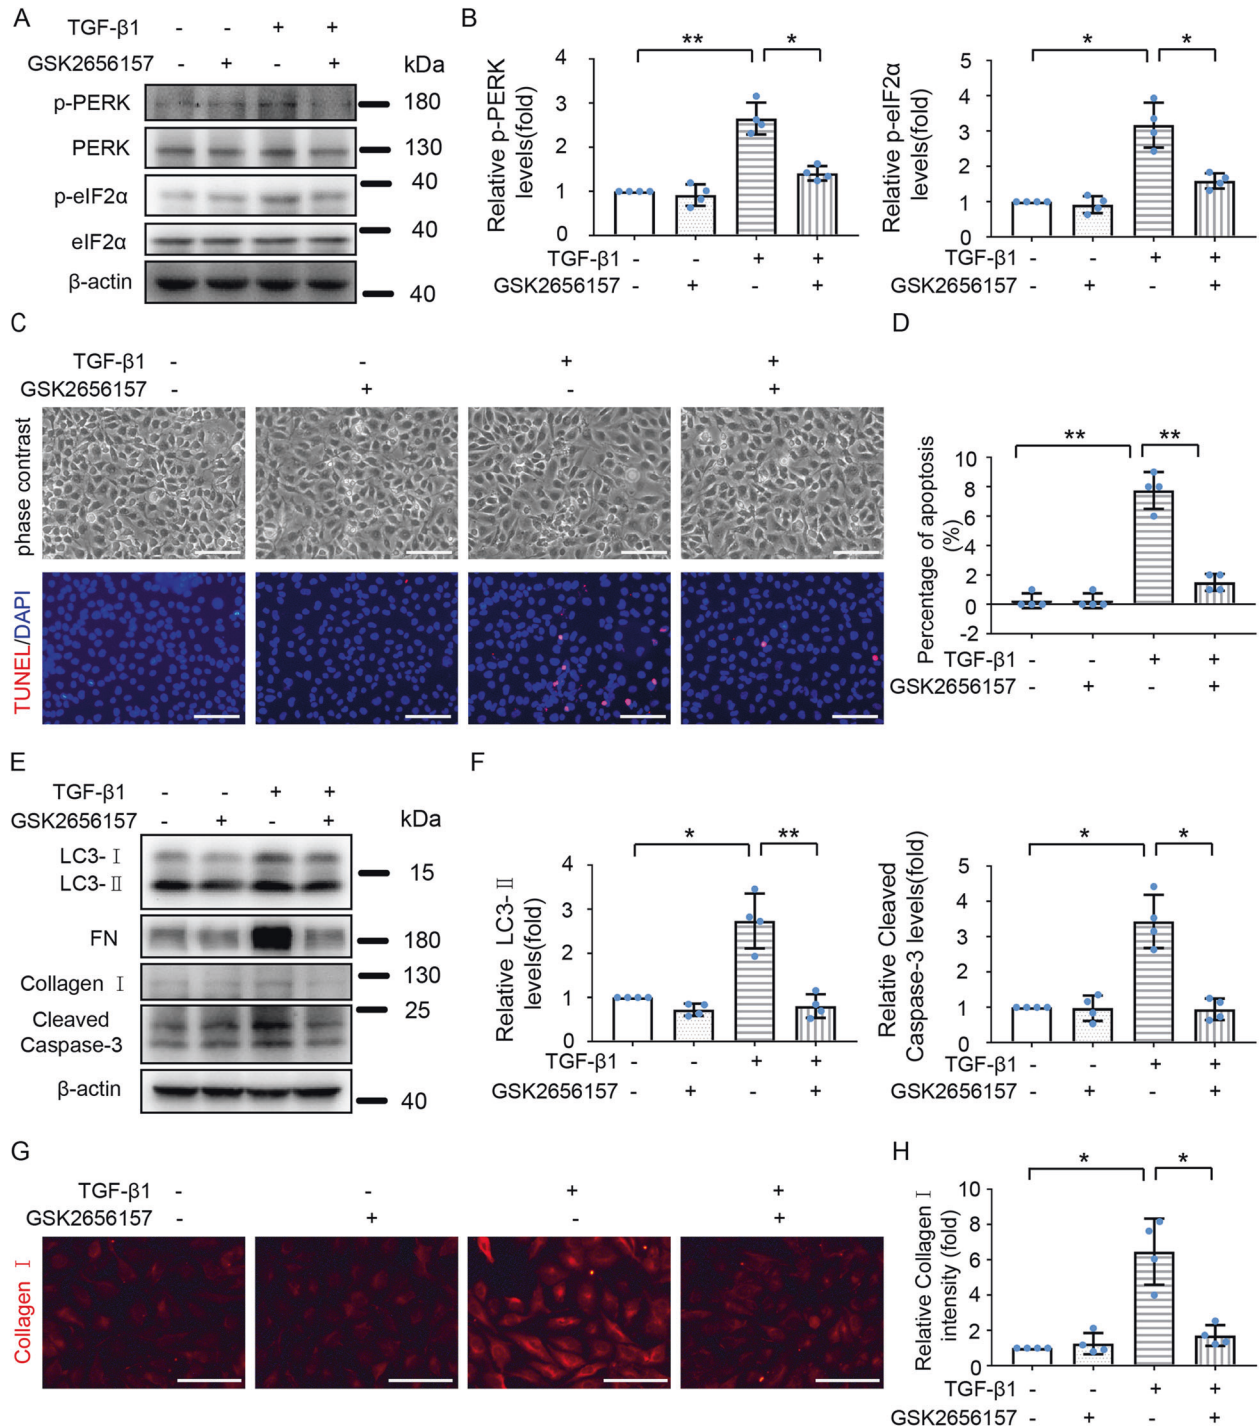 A
TGF-β1 - - + +
GSK2656157 - + - +
kDa
p-PERK 180
PERK 130
p-eIF2α 40
eIF2α 40
β-actin 40
B
** *
Relative p-PERK
levels(fold)
4
3
2
1
0
TGF-β1 - - + +
GSK2656157 - + - +
* *
Relative p-eIF2α
levels(fold)
5
4
3
2
1
0
TGF-β1 - - + +
GSK2656157 - + - +
C
TGF-β1 - - + +
GSK2656157 - + - +
phase contrast
TUNEL/DAPI
D
** **
Percentage of apoptosis
(%)
10
8
6
4
2
0
-2
TGF-β1 - - + +
GSK2656157 - + - +
E
TGF-β1 - - + +
GSK2656157 - + - +
kDa
LC3-Ⅰ
15
LC3-Ⅱ
FN 180
Collagen Ⅰ 130
25
Cleaved
Caspase-3
β-actin 40
F
* **
Relative LC3-Ⅱ
levels(fold)
4
3
2
1
0
TGF-β1 - - + +
GSK2656157 - + - +
* *
Relative Cleaved
Caspase-3 levels(fold)
5
4
3
2
1
0
TGF-β1 - - + +
GSK2656157 - + - +
G
TGF-β1 - - + +
GSK2656157 - + - +
Collagen Ⅰ
H
* *
Relative Collagen Ⅰ
intensity (fold)
10
8
6
4
2
0
TGF-β1 - - + +
GSK2656157 - + - +